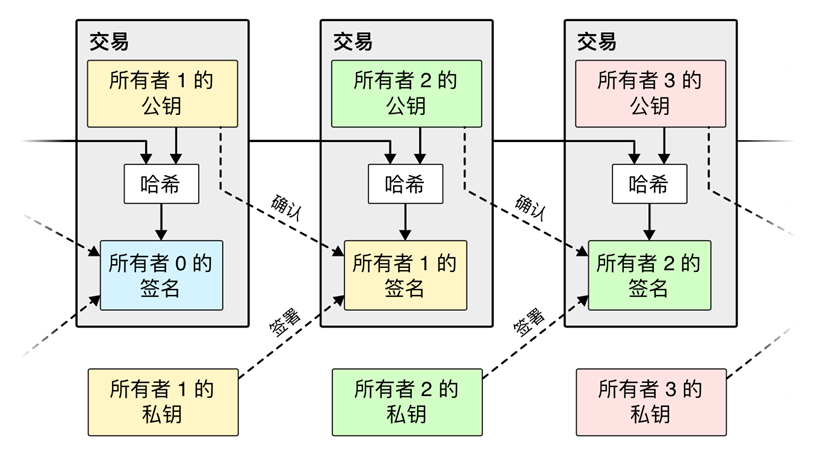 交易
交易
交易
所有者 1 的
公钥
所有者 2 的
公钥
所有者 3 的
公钥
哈希
哈希
哈希
确认
确认
所有者 0 的
签名
所有者 1 的
签名
所有者 2 的
签名
签署
签署
所有者 1 的
私钥
所有者 2 的
私钥
所有者 3 的
私钥